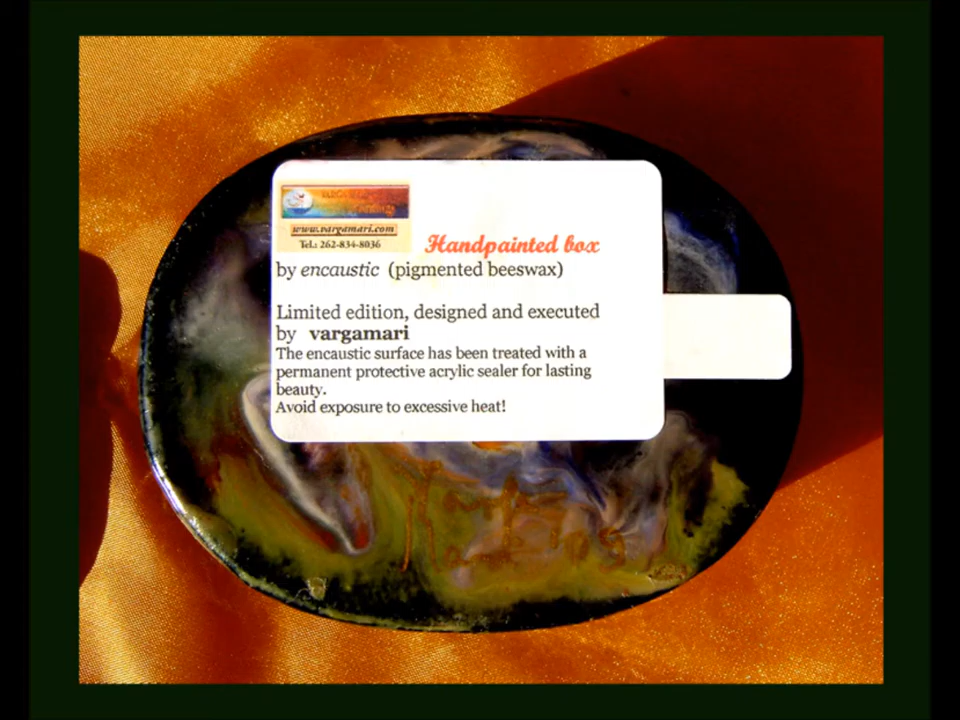 www.vargamari.com
Tel.: 262-834-8036
Handpainted box
by encaustic (pigmented beeswax)
Limited edition, designed and executed
by vargamari
The encaustic surface has been treated with a
permanent protective acrylic sealer for lasting
beauty.
Avoid exposure to excessive heat!